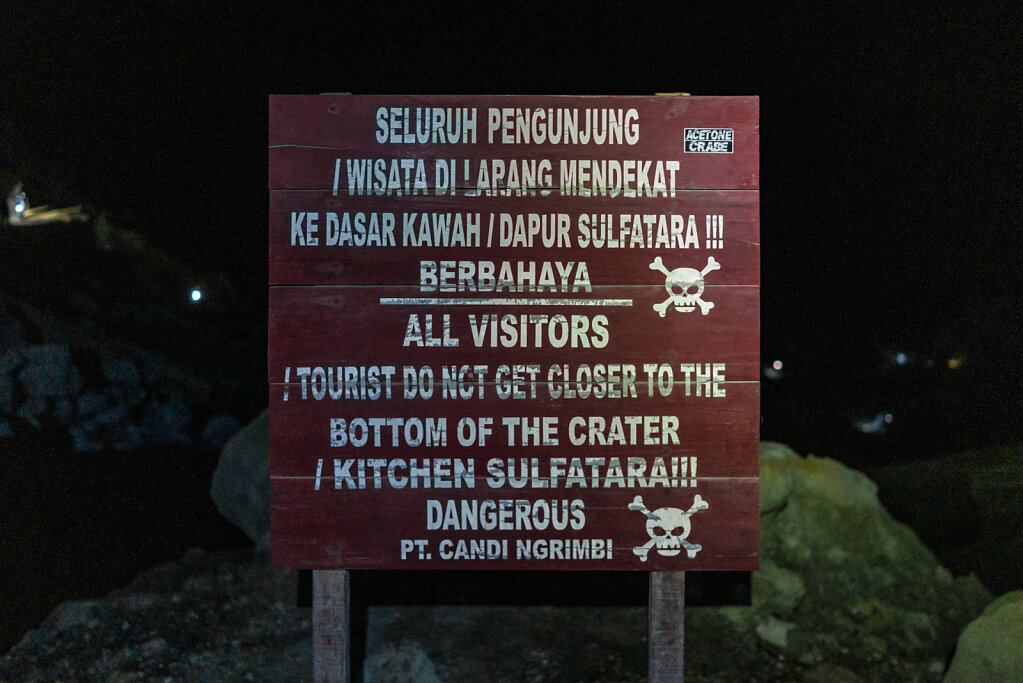 SELURUH PENGUNJUNG
ACETONE
CRABE
/ WISATA DI LARANG MENDEKAT
KE DASAR KAWAH / DAPUR SULFATARA !!!
BERBAHAYA
ALL VISITORS
/ TOURIST DO NOT GET CLOSER TO THE
BOTTOM OF THE CRATER
/ KITCHEN SULFATARA!!!
DANGEROUS
PT. CANDI NGRIMBI